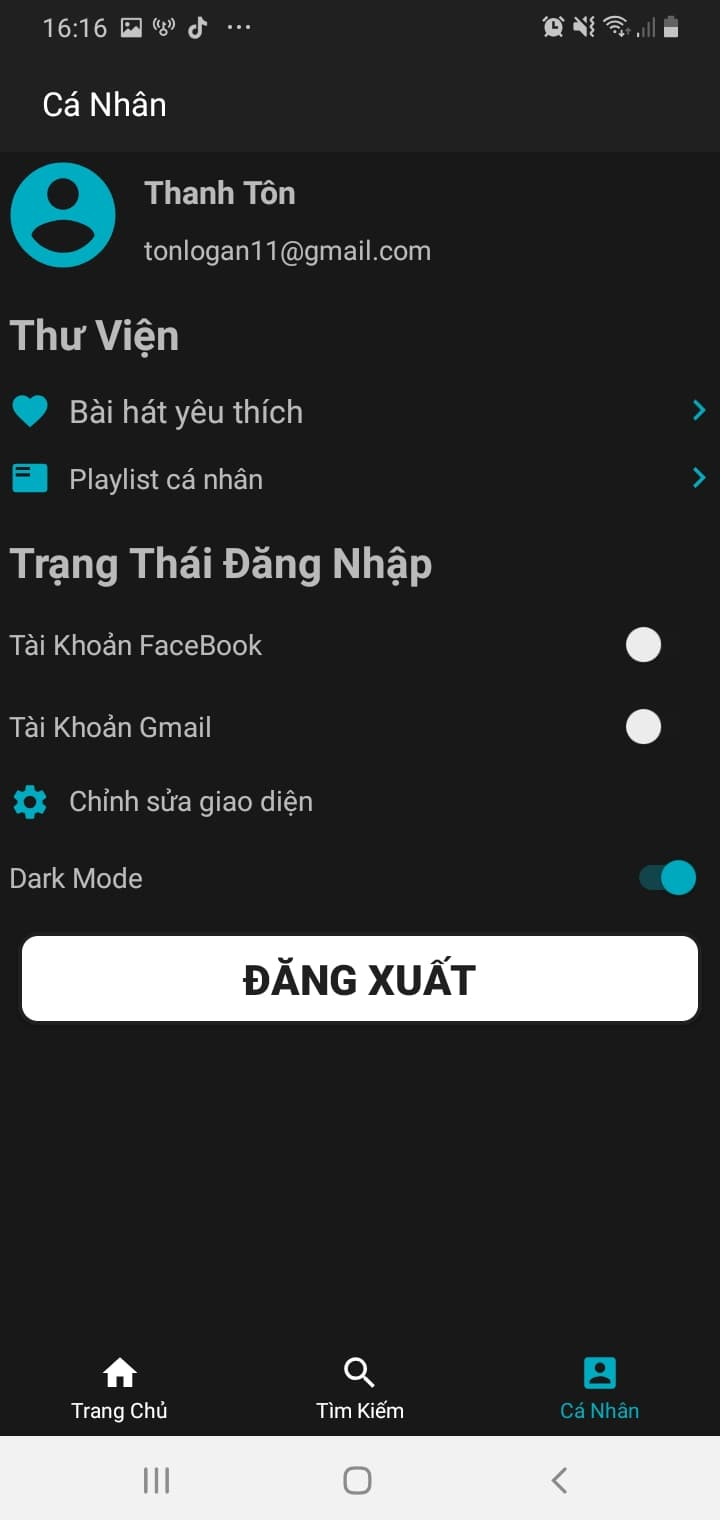 16:16
Cá Nhân
Thanh Tôn
tonlogan11@gmail.com
Thư Viện
Bài hát yêu thích
Playlist cá nhân
Trạng Thái Đăng Nhập
Tài Khoản FaceBook
Tài Khoản Gmail
Chỉnh sửa giao diện
Dark Mode
ĐĂNG XUẤT
Trang Chủ
Tìm Kiếm
Cá Nhân